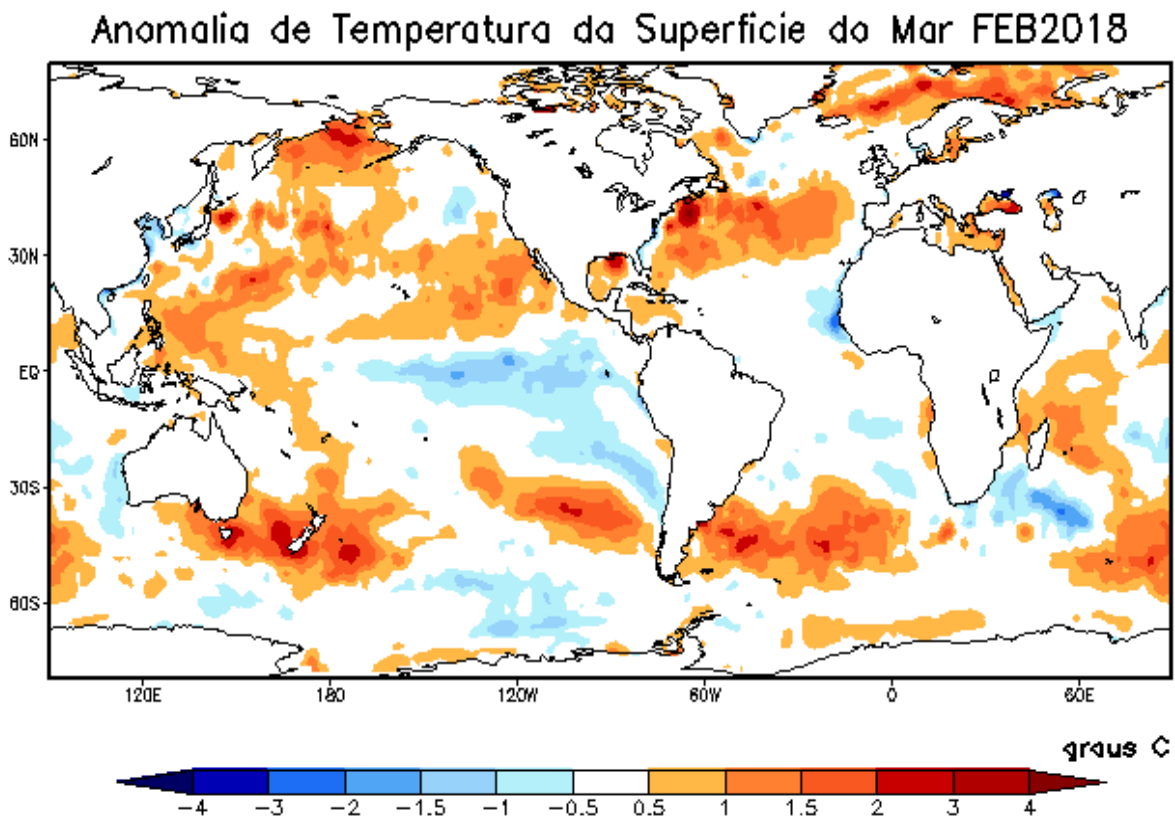 Anomalia de Temperatura da Superficie do Mar FEB2018
60N
30N
EQ
30S
60S
120E 180 120W 60W 0 60E
graus C
−4 −3 −2 −1.5 −1 −0.5 0.5 1 1.5 2 3 4